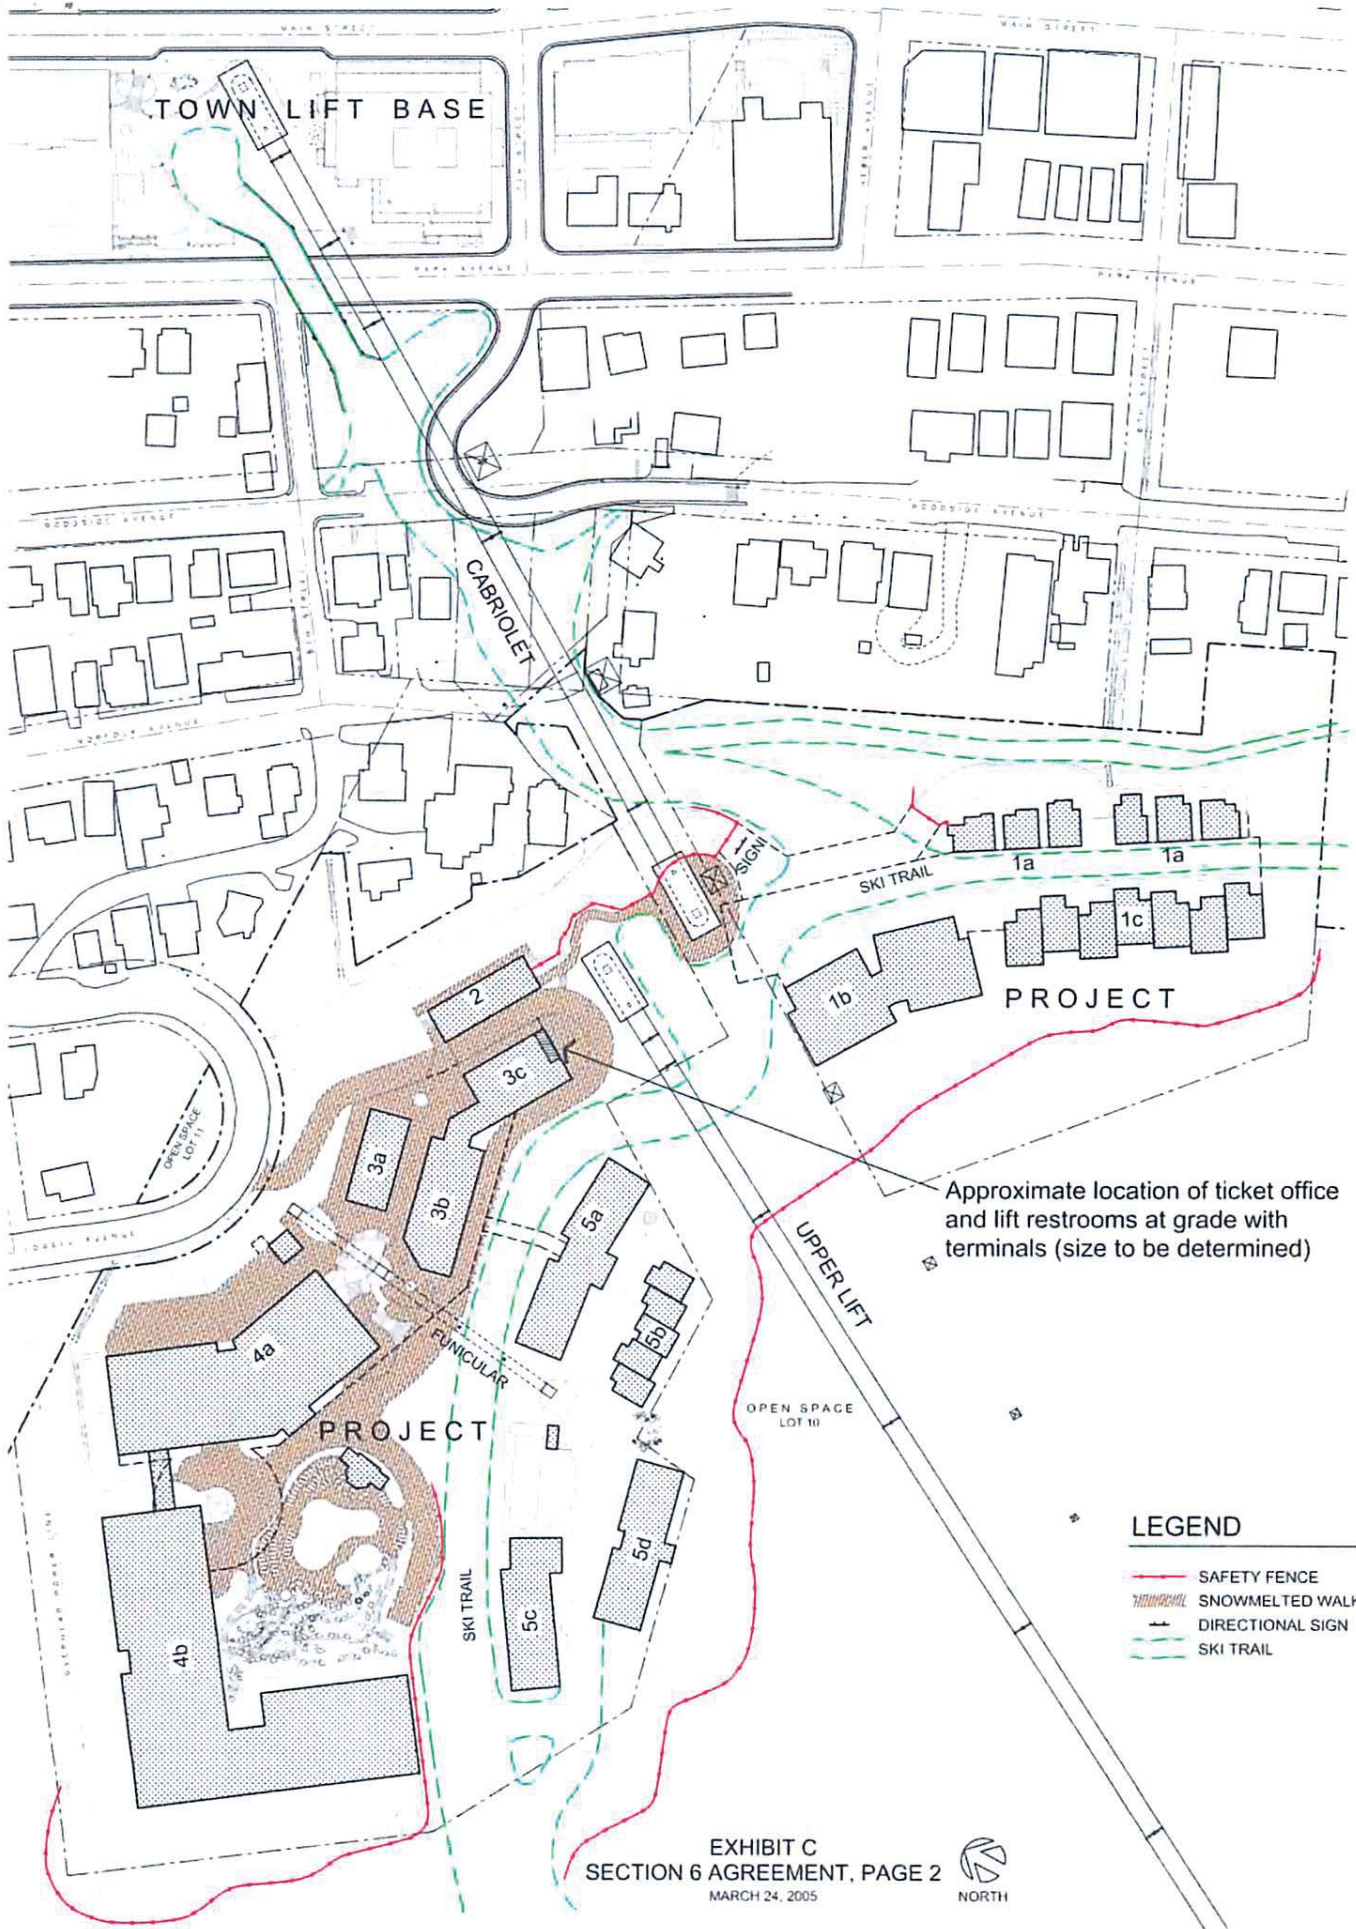 MAIN STREET
MAIN STREET
TOWN LIFT BASE
PARK AVENUE
PARK AVENUE
WOODSIDE AVENUE
WOODSIDE AVENUE
8TH STREET
CABRIOLET
NORFOLK AVENUE
SIGN
SKI TRAIL
1a
1a
1c
1b
PROJECT
2
3c
3a
3b
OPEN SPACE
LOT 11
5a
Approximate location of ticket office
and lift restrooms at grade with
terminals (size to be determined)
UPPER LIFT
5b
FUNICULAR
4a
PROJECT
OPEN SPACE
LOT 10
5d
5c
SKI TRAIL
4b
LEGEND
SAFETY FENCE
SNOWMELTED WALK
DIRECTIONAL SIGN
SKI TRAIL
EXHIBIT C
SECTION 6 AGREEMENT, PAGE 2
MARCH 24, 2005
NORTH